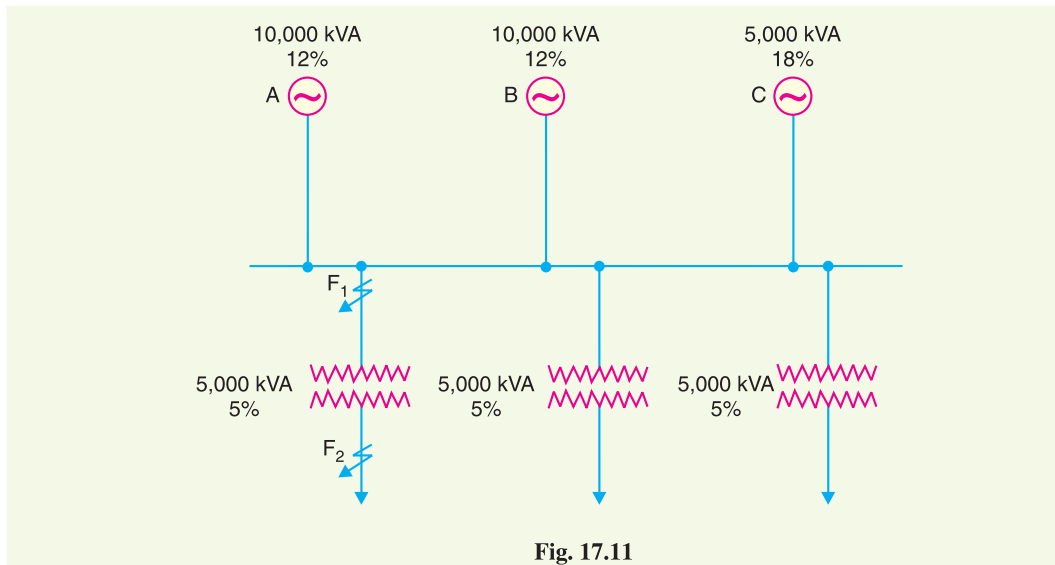 10,000 kVA
12%
A
10,000 kVA
12%
B
5,000 kVA
18%
C
F1
5,000 kVA
5%
5,000 kVA
5%
5,000 kVA
5%
F2
Fig. 17.11